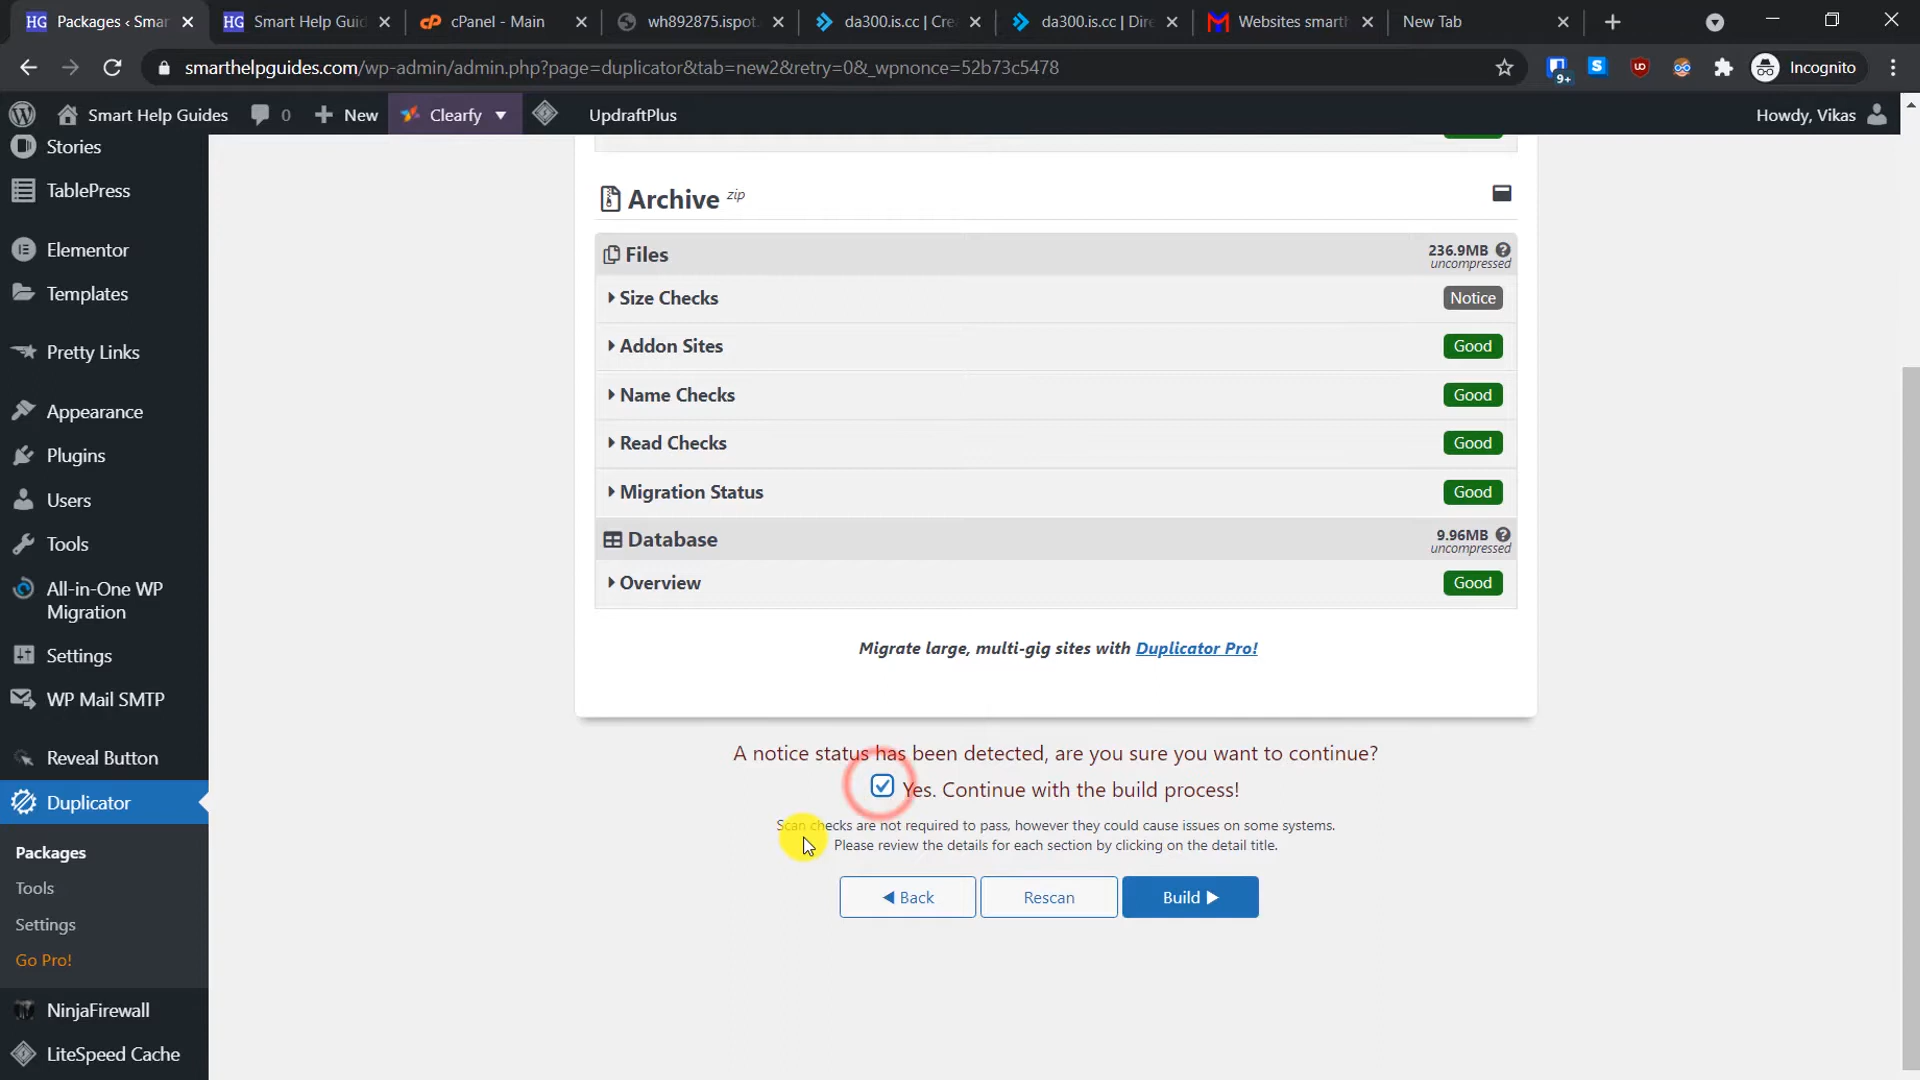 Packages ‹ Smar
Smart Help Guid
cPanel - Main
wh892875.ispot.
da300.is.cc | Crea
da300.is.cc | Dire
Websites smarth
New Tab
smarthelpguides.com/wp-admin/admin.php?page=duplicator&tab=new2&retry=0&_wpnonce=52b73c5478
9+
Incognito
Smart Help Guides
0
New
Clearfy
UpdraftPlus
Howdy, Vikas
Stories
TablePress
Elementor
Templates
Pretty Links
Appearance
Plugins
Users
Tools
All-in-One WP
Migration
Settings
WP Mail SMTP
Reveal Button
Duplicator
Packages
Tools
Settings
Go Pro!
NinjaFirewall
LiteSpeed Cache
Archive zip
Files
236.9MB
uncompressed
Size Checks
Notice
Addon Sites
Good
Name Checks
Good
Read Checks
Good
Migration Status
Good
Database
9.96MB
uncompressed
Overview
Good
Migrate large, multi-gig sites with Duplicator Pro!
A notice status has been detected, are you sure you want to continue?
Yes. Continue with the build process!
Scan checks are not required to pass, however they could cause issues on some systems.
Please review the details for each section by clicking on the detail title.
Back
Rescan
Build